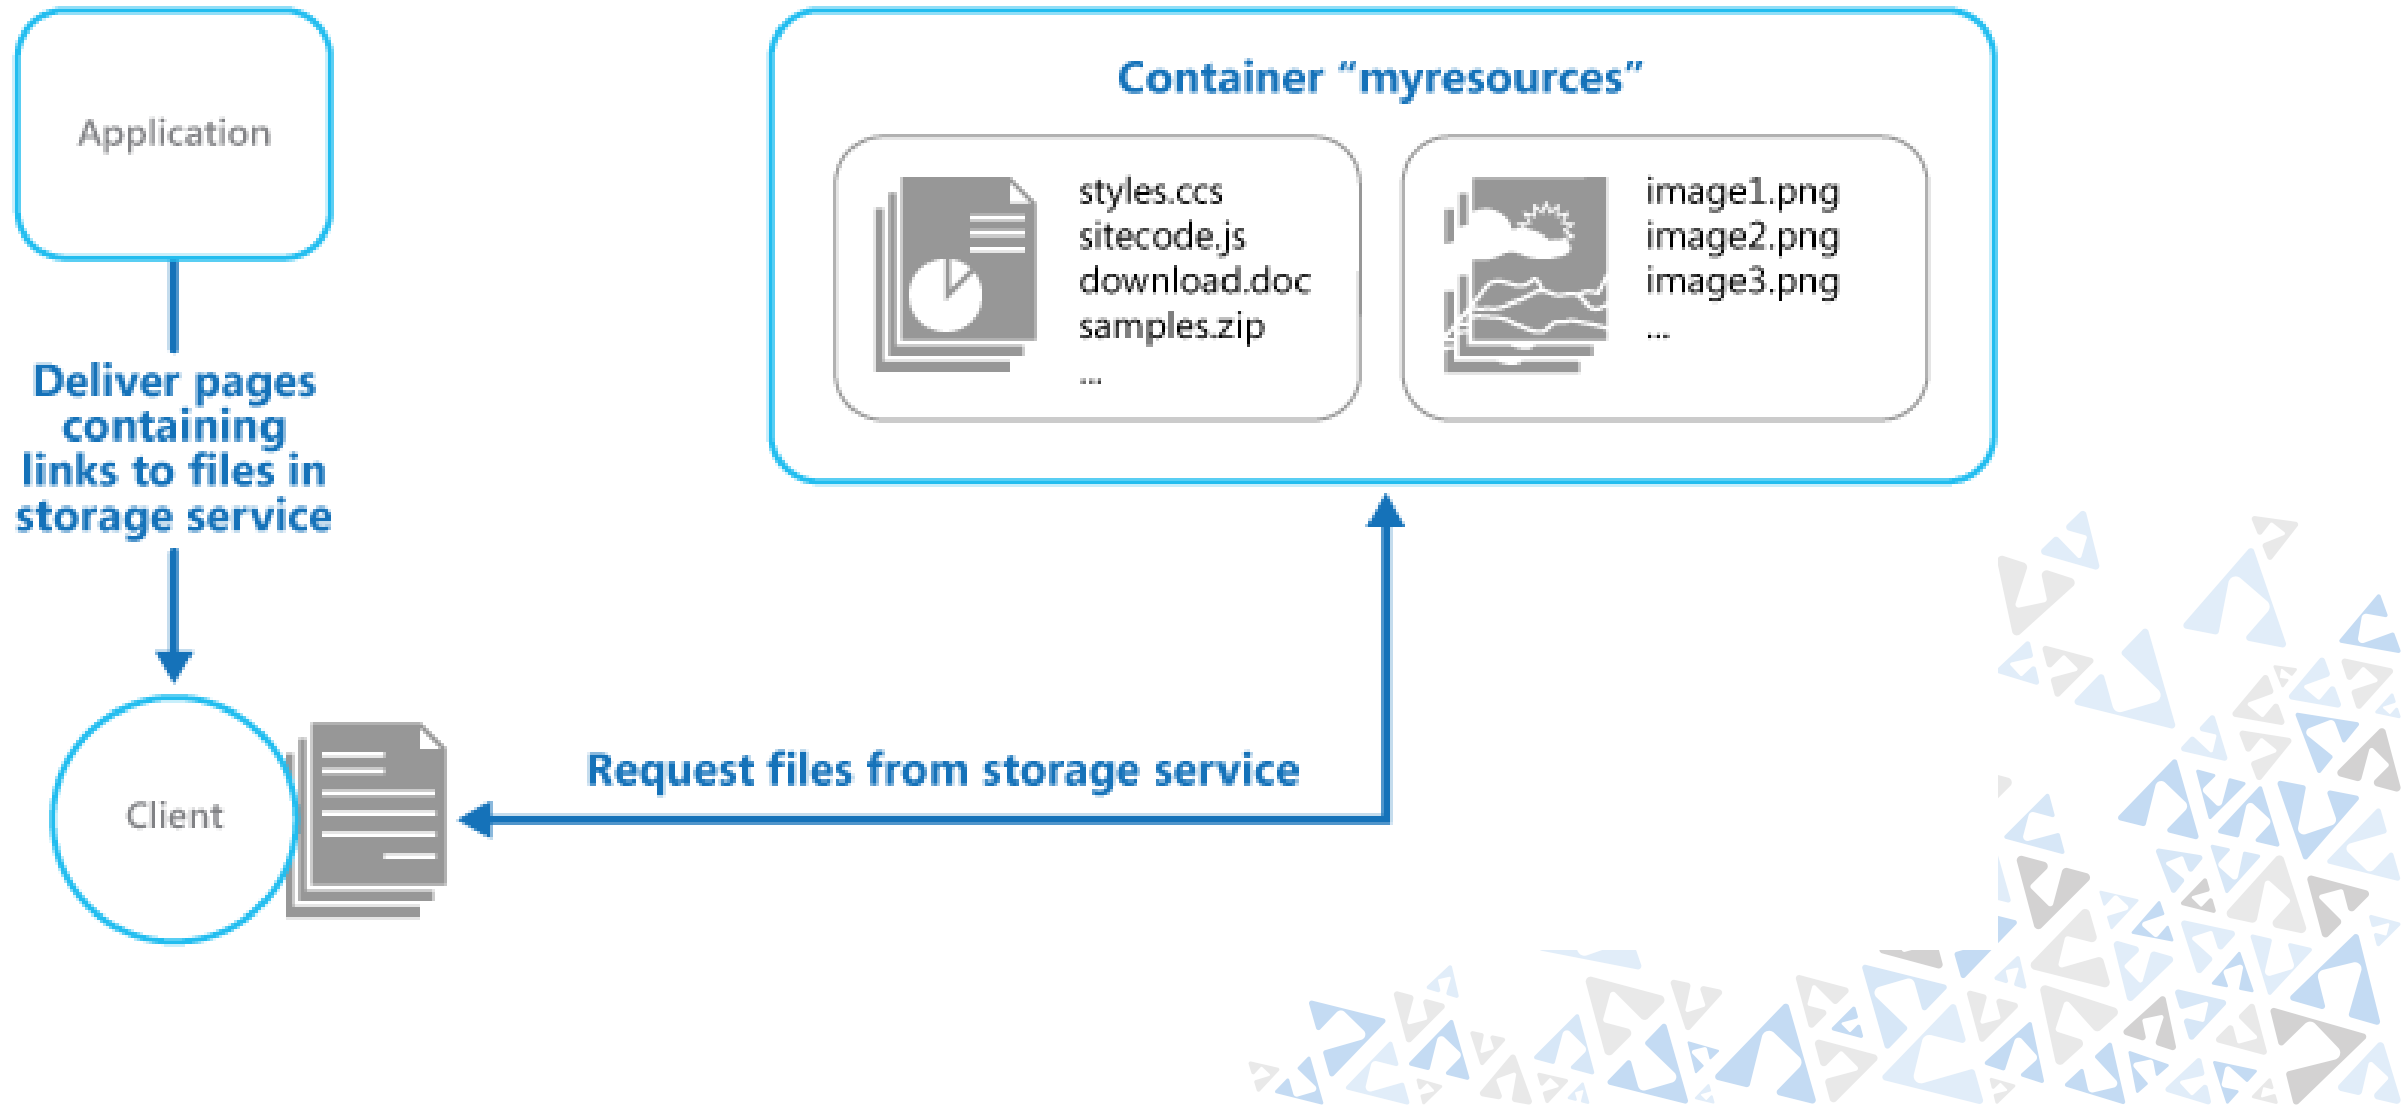 Application
Container “myresources”
styles.ccs
sitecode.js
download.doc
samples.zip
...
image1.png
image2.png
image3.png
...
Deliver pages
containing
links to files in
storage service
Client
Request files from storage service